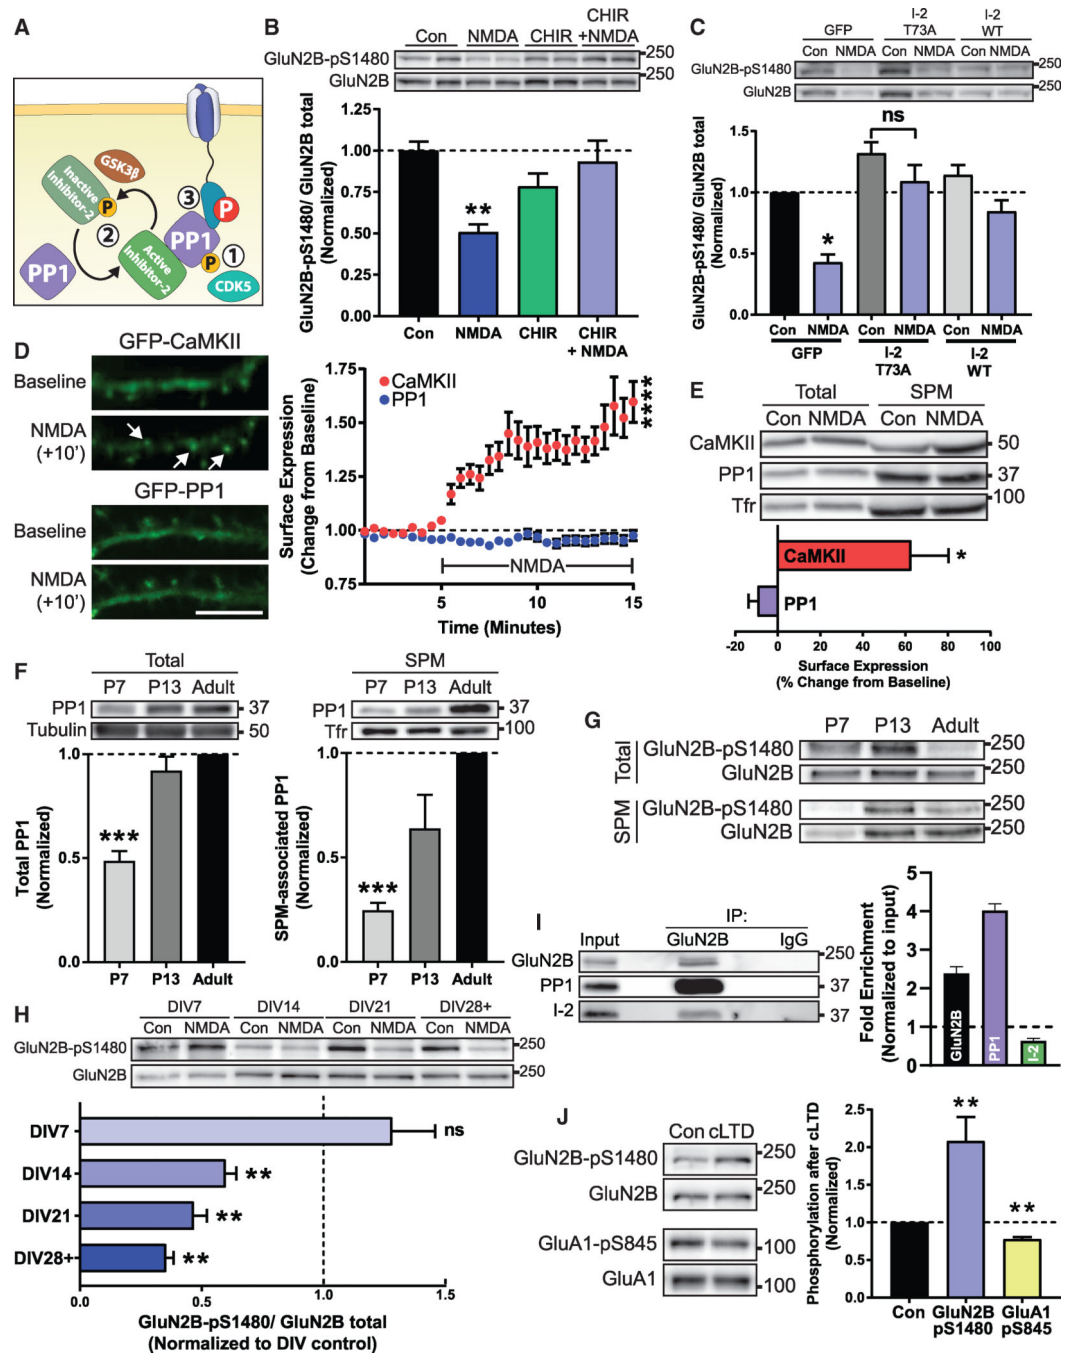 A
GSK3β
Inactive
Inhibitor-2
P
3
P
2
PP1
1
P
Active
Inhibitor-2
PP1
CDK5
B
CHIR
Con NMDA CHIR +NMDA
GluN2B-pS1480 250
GluN2B 250
GluN2B-pS1480/ GluN2B total
(Normalized)
1.25
1.00
0.75
0.50
0.25
0.00
**
Con NMDA CHIR CHIR
+ NMDA
C
I-2 I-2
GFP T73A WT
Con NMDA Con NMDA Con NMDA
GluN2B-pS1480 250
GluN2B 250
GluN2B-pS1480/ GluN2B total
(Normalized)
1.5
1.0
0.5
0.0
ns
*
Con NMDA Con NMDA Con NMDA
GFP I-2 I-2
T73A WT
D
GFP-CaMKII
Baseline
NMDA
(+10')
GFP-PP1
Baseline
NMDA
(+10')
Surface Expression
(Change from Baseline)
1.75
1.50
1.25
1.00
0.75
CaMKII
PP1
****
NMDA
5 10 15
Time (Minutes)
E
Total SPM
Con NMDA Con NMDA
CaMKII 50
PP1 37
Tfr 100
CaMKII *
PP1
-20 0 20 40 60 80 100
Surface Expression
(% Change from Baseline)
F
Total
P7 P13 Adult
PP1 37
Tubulin 50
Total PP1
(Normalized)
1.0
0.5
0.0
***
P7 P13 Adult
SPM
P7 P13 Adult
PP1 37
Tfr 100
SPM-associated PP1
(Normalized)
1.0
0.5
0.0
***
P7 P13 Adult
G
P7 P13 Adult
Total
GluN2B-pS1480 250
GluN2B 250
SPM
GluN2B-pS1480 250
GluN2B 250
H
DIV7 DIV14 DIV21 DIV28+
Con NMDA Con NMDA Con NMDA Con NMDA
GluN2B-pS1480 250
GluN2B 250
DIV7 ns
DIV14 **
DIV21 **
DIV28+ **
0.0 0.5 1.0 1.5
GluN2B-pS1480/ GluN2B total
(Normalized to DIV control)
I
IP:
Input GluN2B IgG
GluN2B 250
PP1 37
I-2 37
Fold Enrichment
(Normalized to input)
5
4
3
2
1
0
GluN2B
PP1
I-2
J
Con cLTD
GluN2B-pS1480 250
GluN2B 250
GluA1-pS845 100
GluA1 100
Phosphorylation after cLTD
(Normalized)
2.5
2.0
1.5
1.0
0.5
0.0
**
**
Con GluN2B GluA1
pS1480 pS845